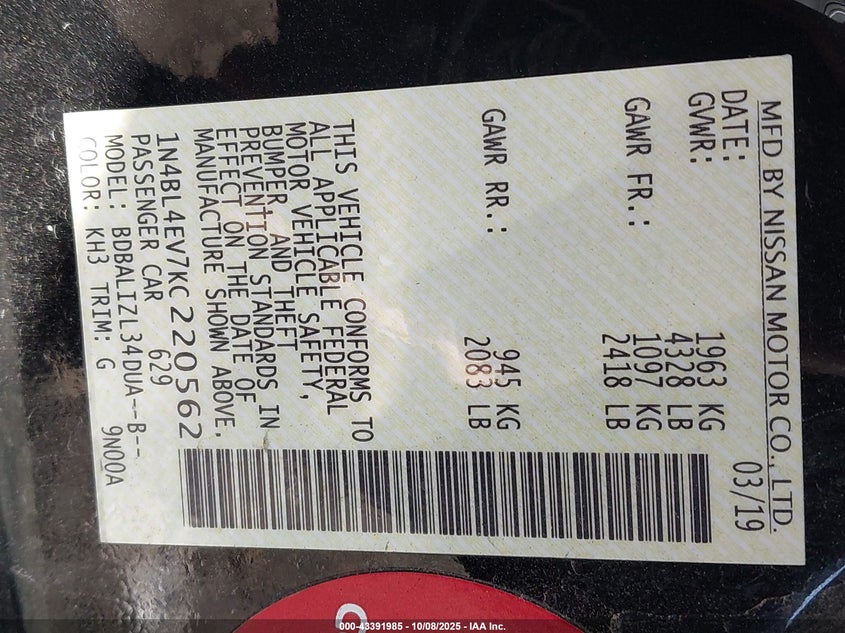 MFD BY NISSAN MOTOR CO., LTD.
DATE: 03/19
GVWR: 1963 KG
4328 LB
GAWR FR.: 1097 KG
2418 LB
GAWR RR.: 945 KG
2083 LB
THIS VEHICLE CONFORMS TO
ALL APPLICABLE FEDERAL
MOTOR VEHICLE SAFETY,
BUMPER, AND THEFT
PREVENTION STANDARDS IN
EFFECT ON THE DATE OF
MANUFACTURE SHOWN ABOVE.
1N4BL4EV7KC220562
PASSENGER CAR 629
MODEL: BDBALIZL34DUA--B-- 9N00A
COLOR: KH3 TRIM: G
000-43391985 - 10/08/2025 - IAA Inc.